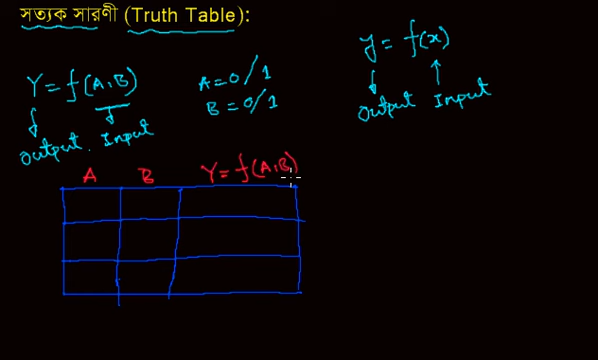 সত্যক সারণী (Truth Table):
y = f(x)
Output Input
Y = f(A,B)
Output. Input
A = 0/1
B = 0/1
A B Y = f(A,B)